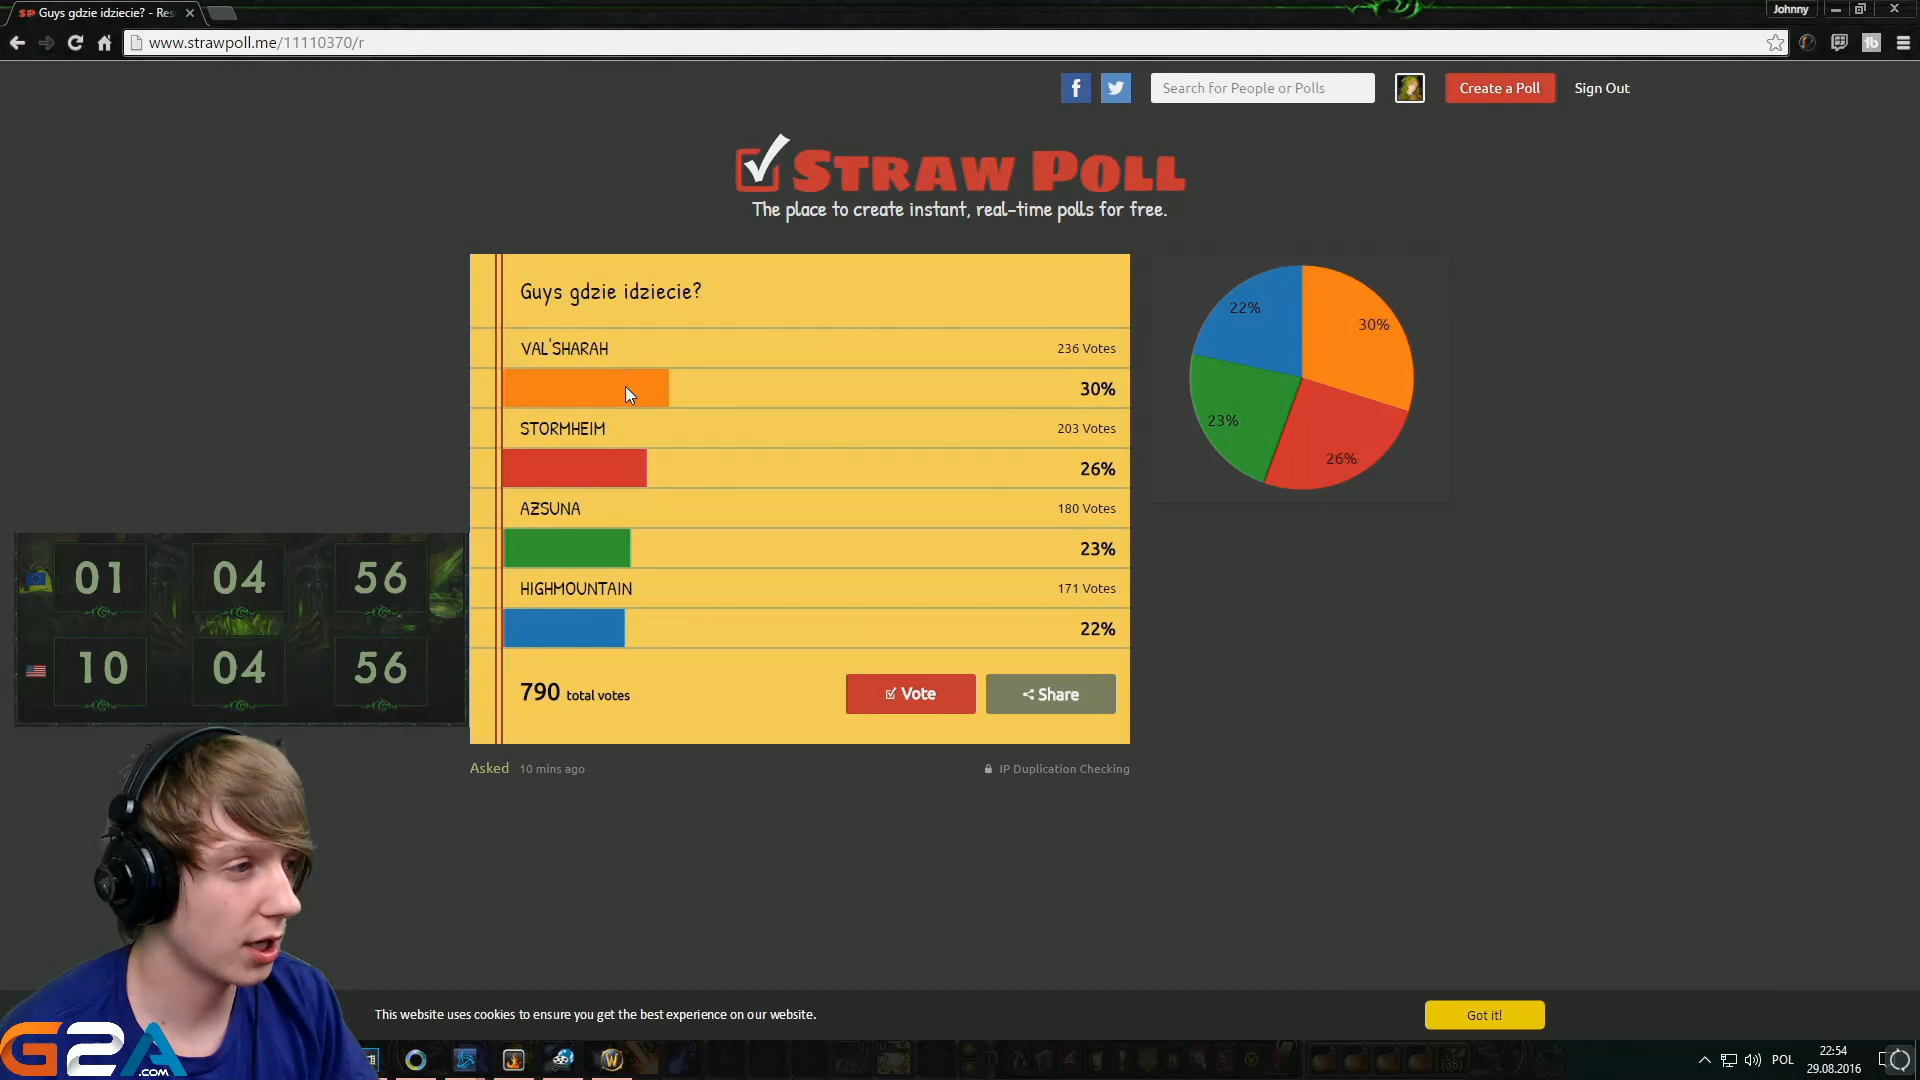 SP Guys gdzie idziecie? - Res
Johnny
www.strawpoll.me/11110370/r
f
Search for People or Polls
Create a Poll
Sign Out
STRAW POLL
The place to create instant, real-time polls for free.
Guys gdzie idziecie?
VAL'SHARAH
236 Votes
30%
STORMHEIM
203 Votes
26%
AZSUNA
180 Votes
23%
HIGHMOUNTAIN
171 Votes
22%
790 total votes
Vote
Share
Asked 10 mins ago
IP Duplication Checking
22%
30%
23%
26%
01 04 56
10 04 56
This website uses cookies to ensure you get the best experience on our website.
Got it!
G2A
.COM
POL
22:54
29.08.2016